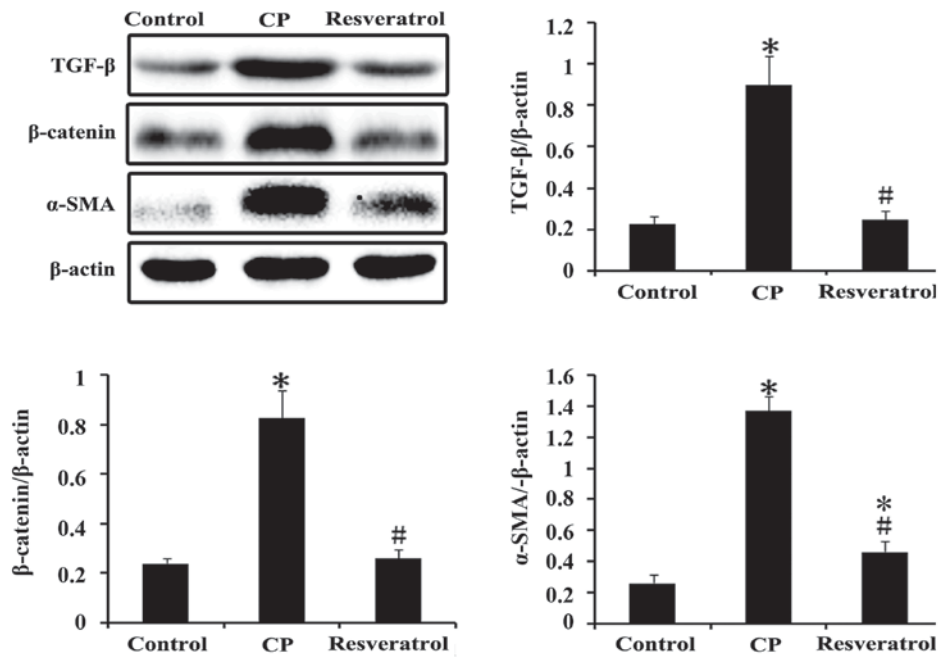 Control CP Resveratrol
TGF-β
β-catenin
α-SMA
β-actin
TGF-β/β-actin
1.2
1
0.8
0.6
0.4
0.2
0
*
#
Control CP Resveratrol
β-catenin/β-actin
1
0.8
0.6
0.4
0.2
0
*
#
Control CP Resveratrol
α-SMA/-β-actin
1.6
1.4
1.2
1
0.8
0.6
0.4
0.2
0
*
*
#
Control CP Resveratrol